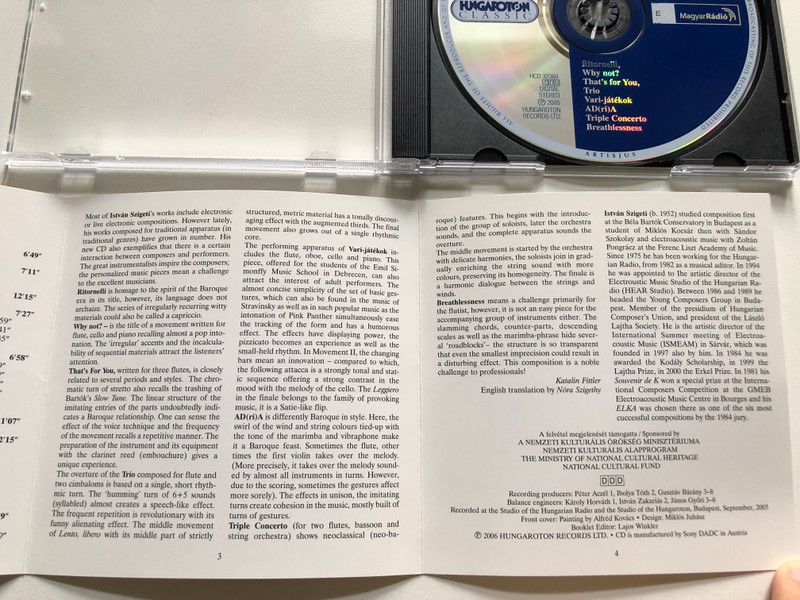 HUNGAROTON
CLASSIC
MagyarRádió
HCD 32363
DIGITAL
STEREO
℗ 2005
HUNGAROTON
RECORDS LTD.
Ritornelli,
Why not?
That's for You,
Trio
Vari-játékok
AD(ri)A
Triple Concerto
Breathlessness
ARTISJUS
6'49"
7'11"
12'15"
7'27"
6'58"
Most of István Szigeti's works include electronic
or live electronic compositions. However lately,
his works composed for traditional apparatus (in
traditional genres) have grown in number. His
new CD also exemplifies that there is a certain
interaction between composers and performers.
The great instrumentalists inspire the composers;
the personalized music pieces mean a challenge
to the excellent musicians.
Ritornelli is homage to the spirit of the Baroque
era in its title, however, its language does not
archaize. The series of irregularly recurring witty
materials could also be called a capriccio.
Why not? – is the title of a movement written for
flute, cello and piano recalling almost a pop into-
nation. The 'irregular' accents and the incalcula-
bility of sequential materials attract the listeners'
attention.
That's For You, written for three flutes, is closely
related to several periods and styles. The chro-
matic turn of stretto also recalls the trashing of
Bartók's Slow Tune. The linear structure of the
imitating entries of the parts undoubtedly indi-
cates a Baroque relationship. One can sense the
effect of the voice technique and the frequency
of the movement recalls a repetitive manner. The
preparation of the instrument and its equipment
with the clarinet reed (embouchure) gives it a
unique experience.
The overture of the Trio composed for flute and
two cimbaloms is based on a single, short rhyth-
mic turn. The 'humming' turn of 6+5 sounds
(syllabed) almost creates a speech-like effect.
The frequent repetition is revolutionary with its
funny alienating effect. The middle movement
of Lento, libero with its middle part of strictly
structured, metric material has a tonally discour-
aging effect with the augmented thirds. The final
movement also grows out of a single rhythmic
core.
The performing apparatus of Vari-játékok in-
cludes the flute, oboe, cello and piano. This
piece, offered for the students of the Emil Si-
monffy Music School in Debrecen, can also
attract the interest of adult performers. The
almost concise simplicity of the set of basic ges-
tures, which can also be found in the music of
Stravinsky as well as in such popular music as the
intonation of Pink Panther simultaneously ease
the tracking of the form and has a humorous
effect. The effects have displaying power, the
pizzicato becomes an experience as well as the
small-held rhythm. In Movement II, the changing
bars mean an innovation – compared to which,
the following attacca is strongly tonal and stat-
ic sequence offering a strong contrast in the
mood with the melody of the cello. The Leggiero
in the finale belongs to the family of provoking
music, it is a Satie-like flip.
AD(ri)A is differently Baroque in style. Here, the
swirl of the wind and string colours tied-up with
the tone of the marimba and vibraphone make
it a Baroque feast. Sometimes the flute, other
times the first violin takes over the melody.
(More precisely, it takes over the melody sound-
ed by almost all instruments in turns. However,
due to the scoring, sometimes the gestures affect
more sorely). The effects in unison, the imitating
turns create cohesion in the music, mostly built of
turns of gestures.
Triple Concerto (for two flutes, bassoon and
string orchestra) shows neoclassical (neo-ba-
3
roque) features. This begins with the introduc-
tion of the group of soloists, later the orchestra
sounds, and the complete apparatus sounds the
overture.
The middle movement is started by the orchestra
with delicate harmonies, the soloists join in grad-
ually enriching the string sound with more
colours, preserving its homogeneity. The finale is
a harmonic dialogue between the strings and
winds.
Breathlessness means a challenge primarily for
the flutist, however, it is not an easy piece for the
accompanying group of instruments either. The
slamming chords, counter-parts, descending
scales as well as the marimba-phrase hide sever-
al 'roadblocks' – the structure is so transparent
that even the smallest imprecision could result in
a disturbing effect. This composition is a noble
challenge to professionals!
Katalin Fittler
English translation by Nóra Szigethy
István Szigeti (b. 1952) studied composition first
at the Béla Bartók Conservatory in Budapest as a
student of Miklós Kocsár then with Sándor
Szokolay and electroacoustic music with Zoltán
Pongrácz at the Ferenc Liszt Academy of Music.
Since 1975 he has been working for the Hungar-
ian Radio, from 1982 as a musical editor. In 1994
he was appointed to the artistic director of the
Electroustic Music Studio of the Hungarian Ra-
dio (HEAR Studio). Between 1986 and 1989 he
headed the Young Composers Group in Buda-
pest. Member of the presidium of Hungarian
Composer's Union, and president of the László
Lajtha Society. He is the artistic director of the
International Summer meeting of Electroa-
coustic Music (ISMEAM) in Sárvár, which was
founded in 1997 also by him. In 1984 he was
awarded the Kodály Scholarship, in 1999 the
Lajtha Prize, in 2000 the Erkel Prize. In 1981 his
Souvenir de K won a special prize at the Interna-
tional Composers Competition at the GMEB
Electroacoustic Music Centre in Bourges and his
ELKA was chosen there as one of the six most
successful compositions by the 1984 jury.
A felvétel megjelenését támogatta / Sponsored by
A NEMZETI KULTURÁLIS ÖRÖKSÉG MINISZTÉRIUMA
NEMZETI KULTURÁLIS ALAPPROGRAM
THE MINISTRY OF NATIONAL CULTURAL HERITAGE
NATIONAL CULTURAL FUND
DDD
Recording producers: Péter Aczél 1, Ibolya Tóth 2, Gusztáv Bárány 3–8
Balance engineers: Károly Horváth 1, István Zakariás 2, János Győri 3–8
Recorded at the Studio of the Hungarian Radio and the Studio of the Hungaroton, Budapest, September, 2005
Front cover: Painting by Alfréd Kovács • Design: Miklós Juhász
Booklet Editor: Lajos Winkler
℗ 2006 HUNGAROTON RECORDS LTD. • CD is manufactured by Sony DADC in Austria
4